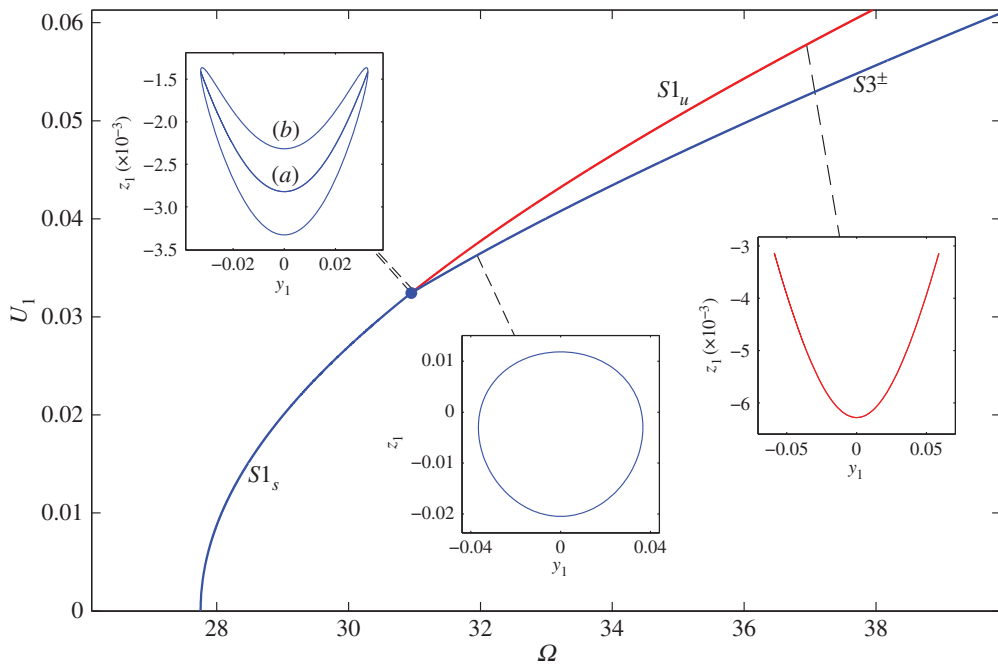 0.06
0.05
0.04
0.03
0.02
0.01
0
U₁
28
30
32
34
36
38
Ω
S1ₛ
S1ᵤ
S3±
−1.5
−2.0
−2.5
−3.0
−3.5
z₁ (×10⁻³)
(b)
(a)
−0.02 0 0.02
y₁
0.01
0
−0.01
−0.02
z₁
−0.04 0 0.04
y₁
−3
−4
−5
−6
z₁ (×10⁻³)
−0.05 0 0.05
y₁